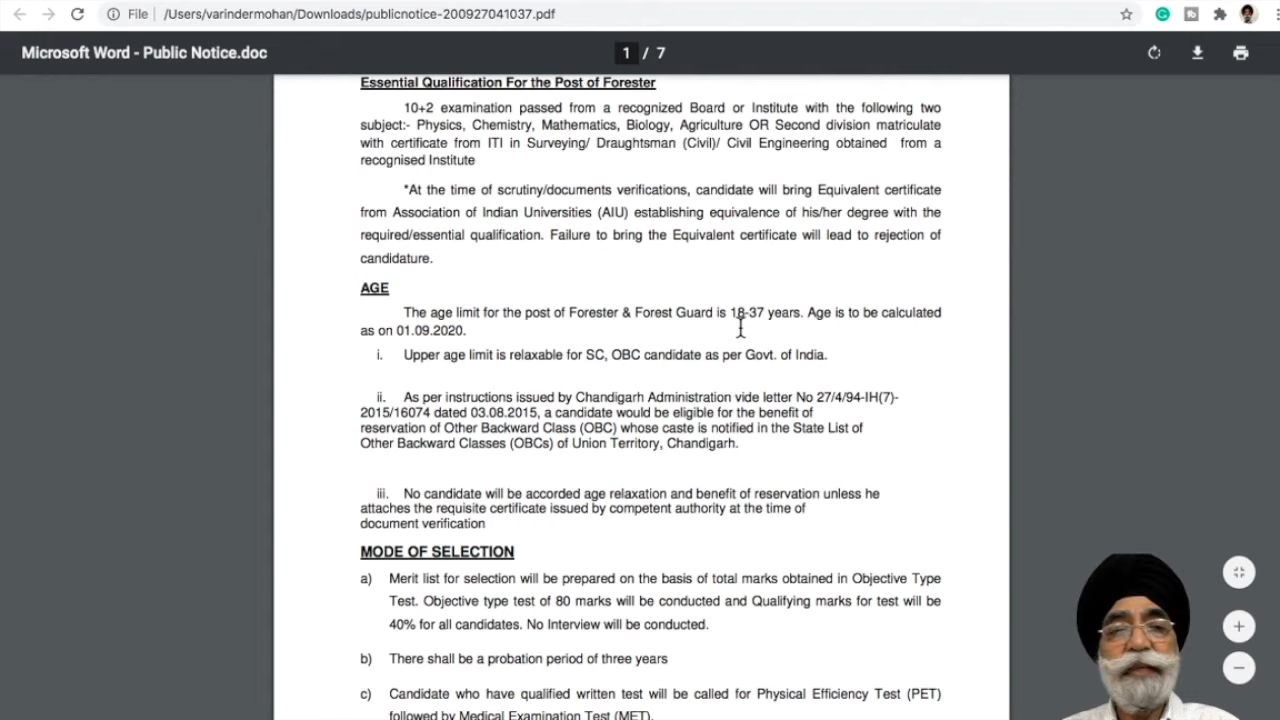 File | /Users/varindermohan/Downloads/publicnotice-200927041037.pdf
Microsoft Word - Public Notice.doc 1 / 7
Essential Qualification For the Post of Forester
10+2 examination passed from a recognized Board or Institute with the following two
subject:- Physics, Chemistry, Mathematics, Biology, Agriculture OR Second division matriculate
with certificate from ITI in Surveying/ Draughtsman (Civil)/ Civil Engineering obtained from a
recognised Institute
*At the time of scrutiny/documents verifications, candidate will bring Equivalent certificate
from Association of Indian Universities (AIU) establishing equivalence of his/her degree with the
required/essential qualification. Failure to bring the Equivalent certificate will lead to rejection of
candidature.
AGE
The age limit for the post of Forester & Forest Guard is 18-37 years. Age is to be calculated
as on 01.09.2020.
i. Upper age limit is relaxable for SC, OBC candidate as per Govt. of India.
ii. As per instructions issued by Chandigarh Administration vide letter No 27/4/94-IH(7)-
2015/16074 dated 03.08.2015, a candidate would be eligible for the benefit of
reservation of Other Backward Class (OBC) whose caste is notified in the State List of
Other Backward Classes (OBCs) of Union Territory, Chandigarh.
iii. No candidate will be accorded age relaxation and benefit of reservation unless he
attaches the requisite certificate issued by competent authority at the time of
document verification
MODE OF SELECTION
a) Merit list for selection will be prepared on the basis of total marks obtained in Objective Type
Test. Objective type test of 80 marks will be conducted and Qualifying marks for test will be
40% for all candidates. No Interview will be conducted.
b) There shall be a probation period of three years
c) Candidate who have qualified written test will be called for Physical Efficiency Test (PET)
followed by Medical Examination Test (MET).